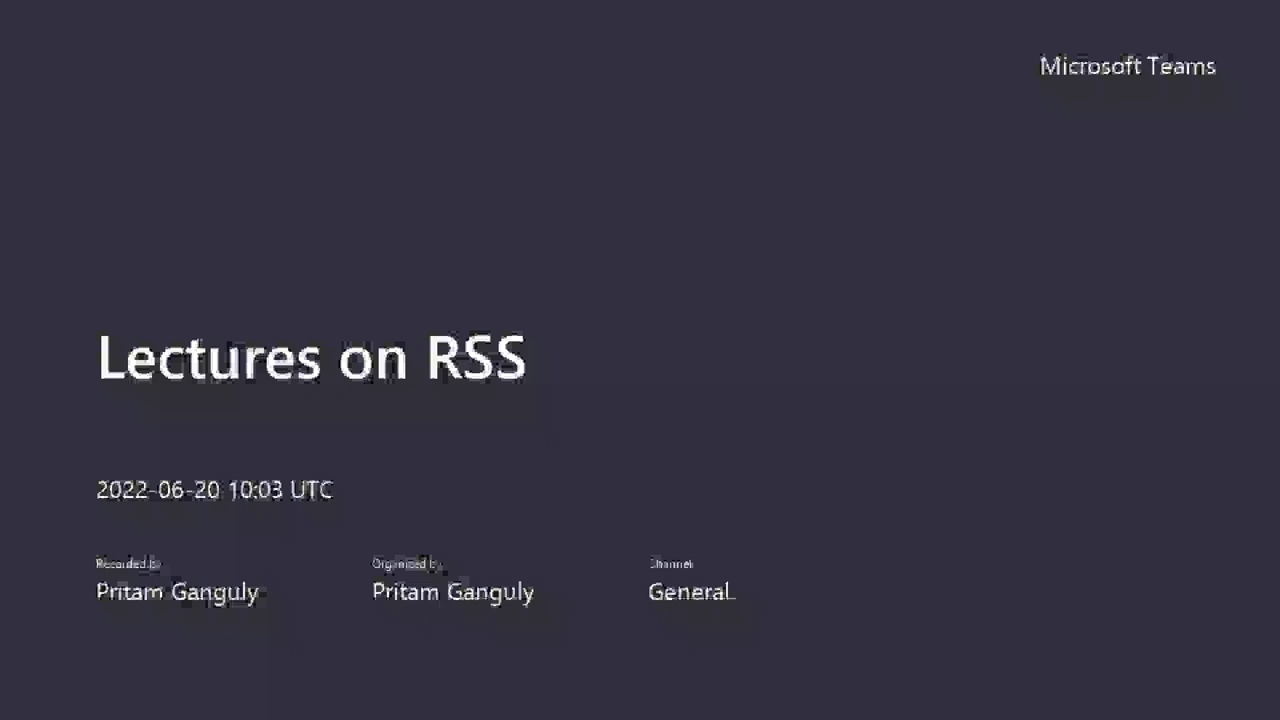 Microsoft Teams
Lectures on RSS
2022-06-20 10:03 UTC
Recorded by
Organized by
Channel
Pritam Ganguly
Pritam Ganguly
General